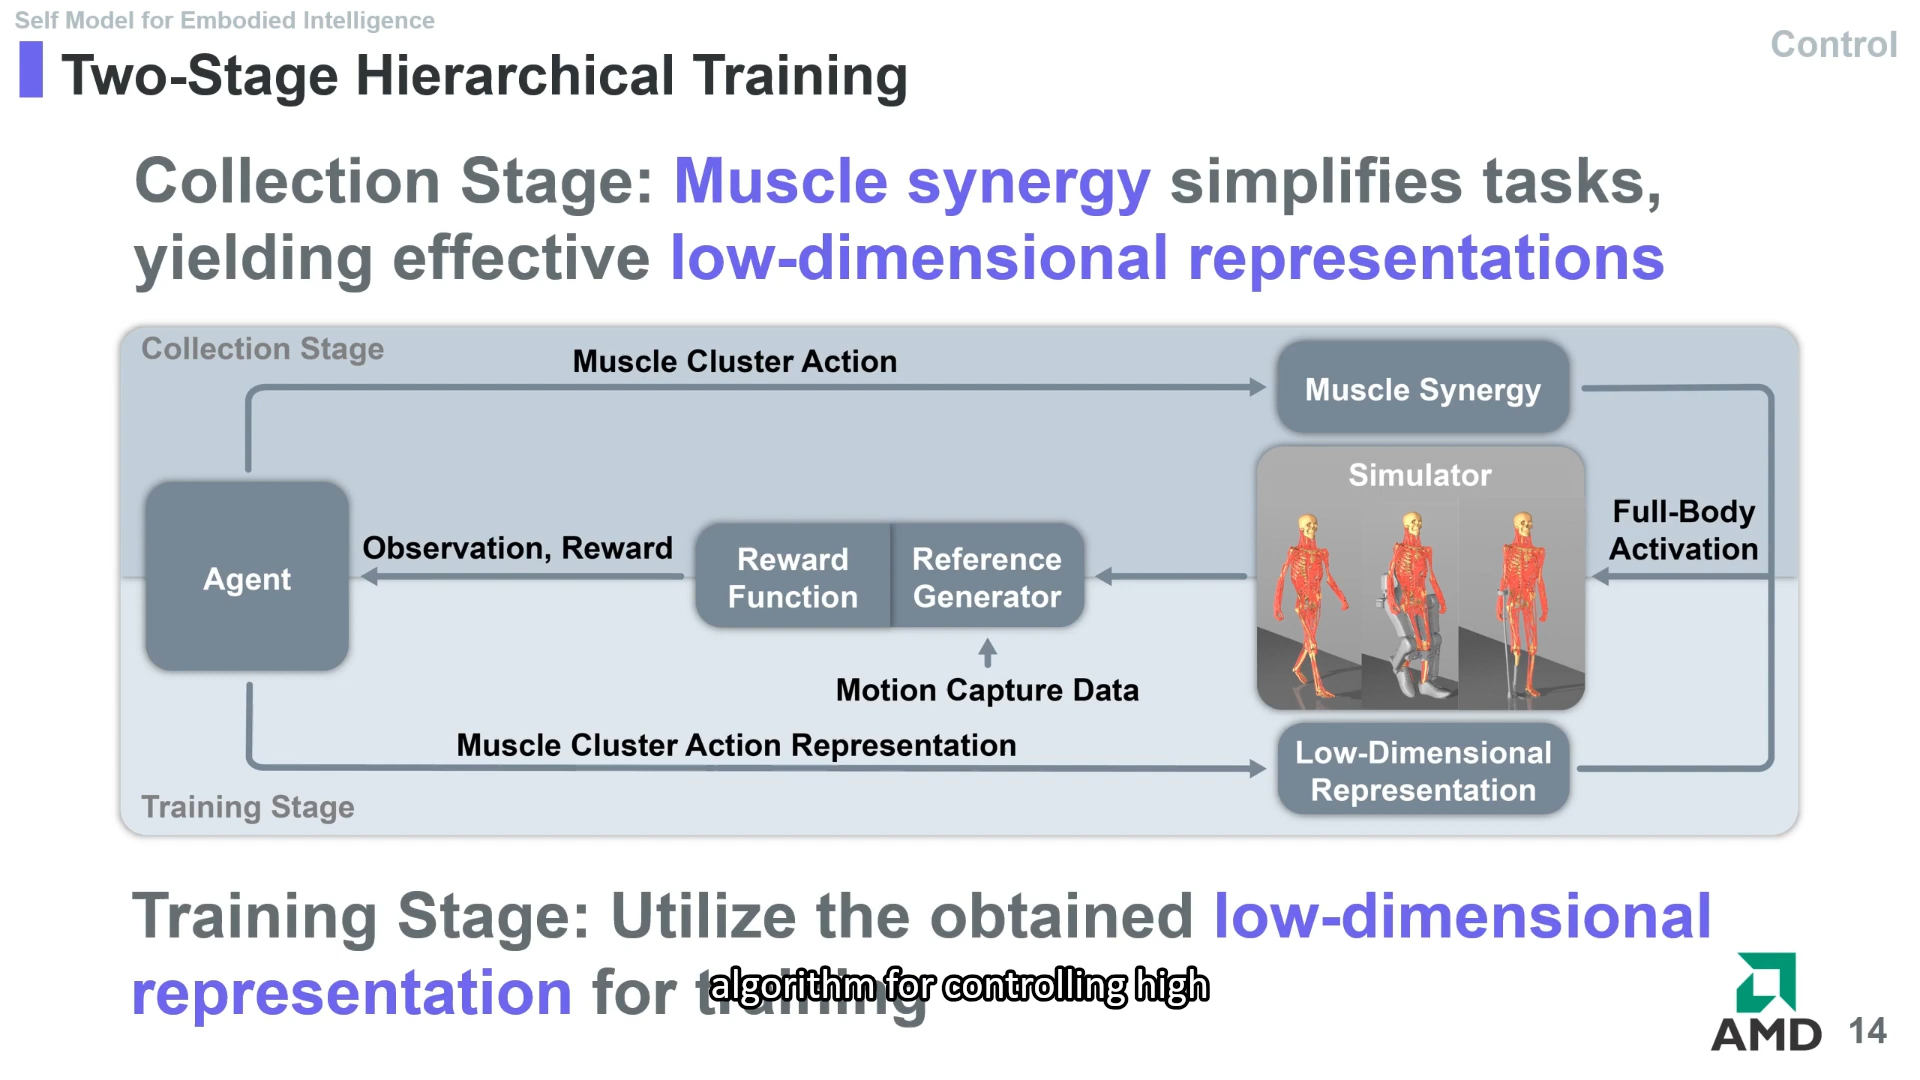 Self Model for Embodied Intelligence
Control
Two-Stage Hierarchical Training
Collection Stage: Muscle synergy simplifies tasks,
yielding effective low-dimensional representations
Collection Stage
Muscle Cluster Action
Muscle Synergy
Simulator
Full-Body
Activation
Agent
Observation, Reward
Reward
Function
Reference
Generator
Motion Capture Data
Muscle Cluster Action Representation
Low-Dimensional
Representation
Training Stage
Training Stage: Utilize the obtained low-dimensional
representation for training
algorithm for controlling high
AMD
14